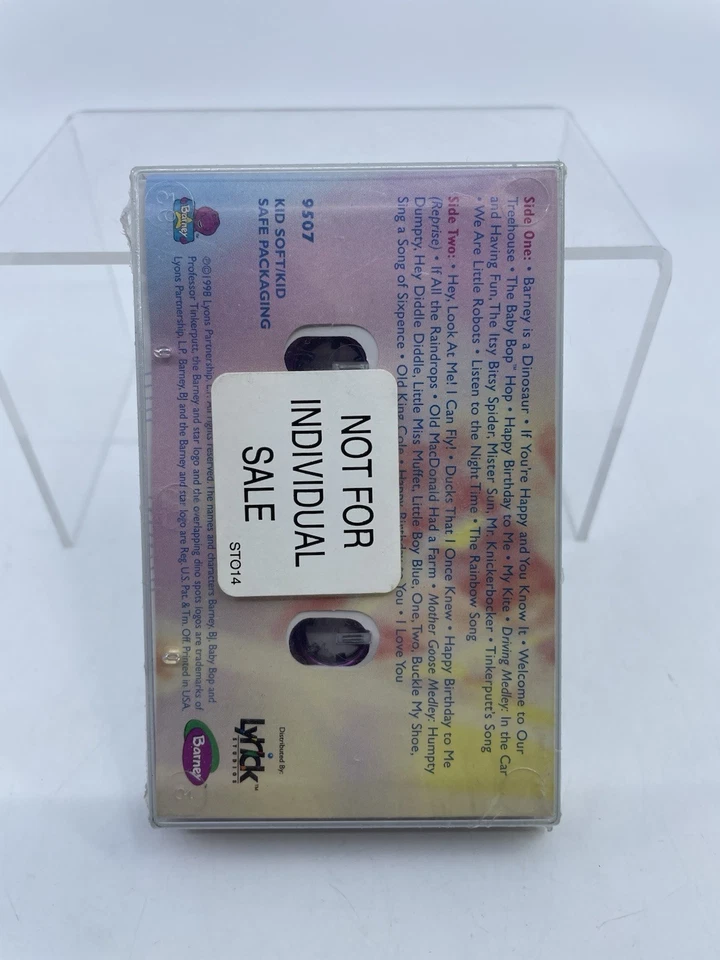 Side One: • Barney is a Dinosaur • If You're Happy and You Know It • Welcome to Our
Treehouse • The Baby Bop™ Hop • Happy Birthday to Me • My Kite • Driving Medley: In the Car
and Having Fun, The Itsy Bitsy Spider, Mister Sun, Mr. Knickerbocker • Tinkerputt's Song
• We Are Little Robots • Listen to the Night Time • The Rainbow Song
Side Two: • Hey, Look At Me! I Can Fly! • Ducks That I Once Knew • Happy Birthday to Me
(Reprise) • If All the Raindrops • Old MacDonald Had a Farm • Mother Goose Medley: Humpty
Dumpty, Hey Diddle Diddle, Little Miss Muffet, Little Boy Blue, One, Two, Buckle My Shoe,
Sing a Song of Sixpence • Old King Cole • Happy You • I Love You
9507
KID SOFT/KID
SAFE PACKAGING
NOT FOR
INDIVIDUAL
SALE
STO14
Distributed By:
Lyrick™
STUDIOS
Barney
℗©1998 Lyons Partnership, rights reserved. The names and characters Barney, BJ, Baby Bop and
Professor Tinkerputt, the Barney and star logo and the overlapping dino spots logos are trademarks of
Lyons Partnership, L.P. Barney, BJ and the Barney and star logo are Reg. U.S. Pat. & Tm. Off. Printed in USA.
Barney™